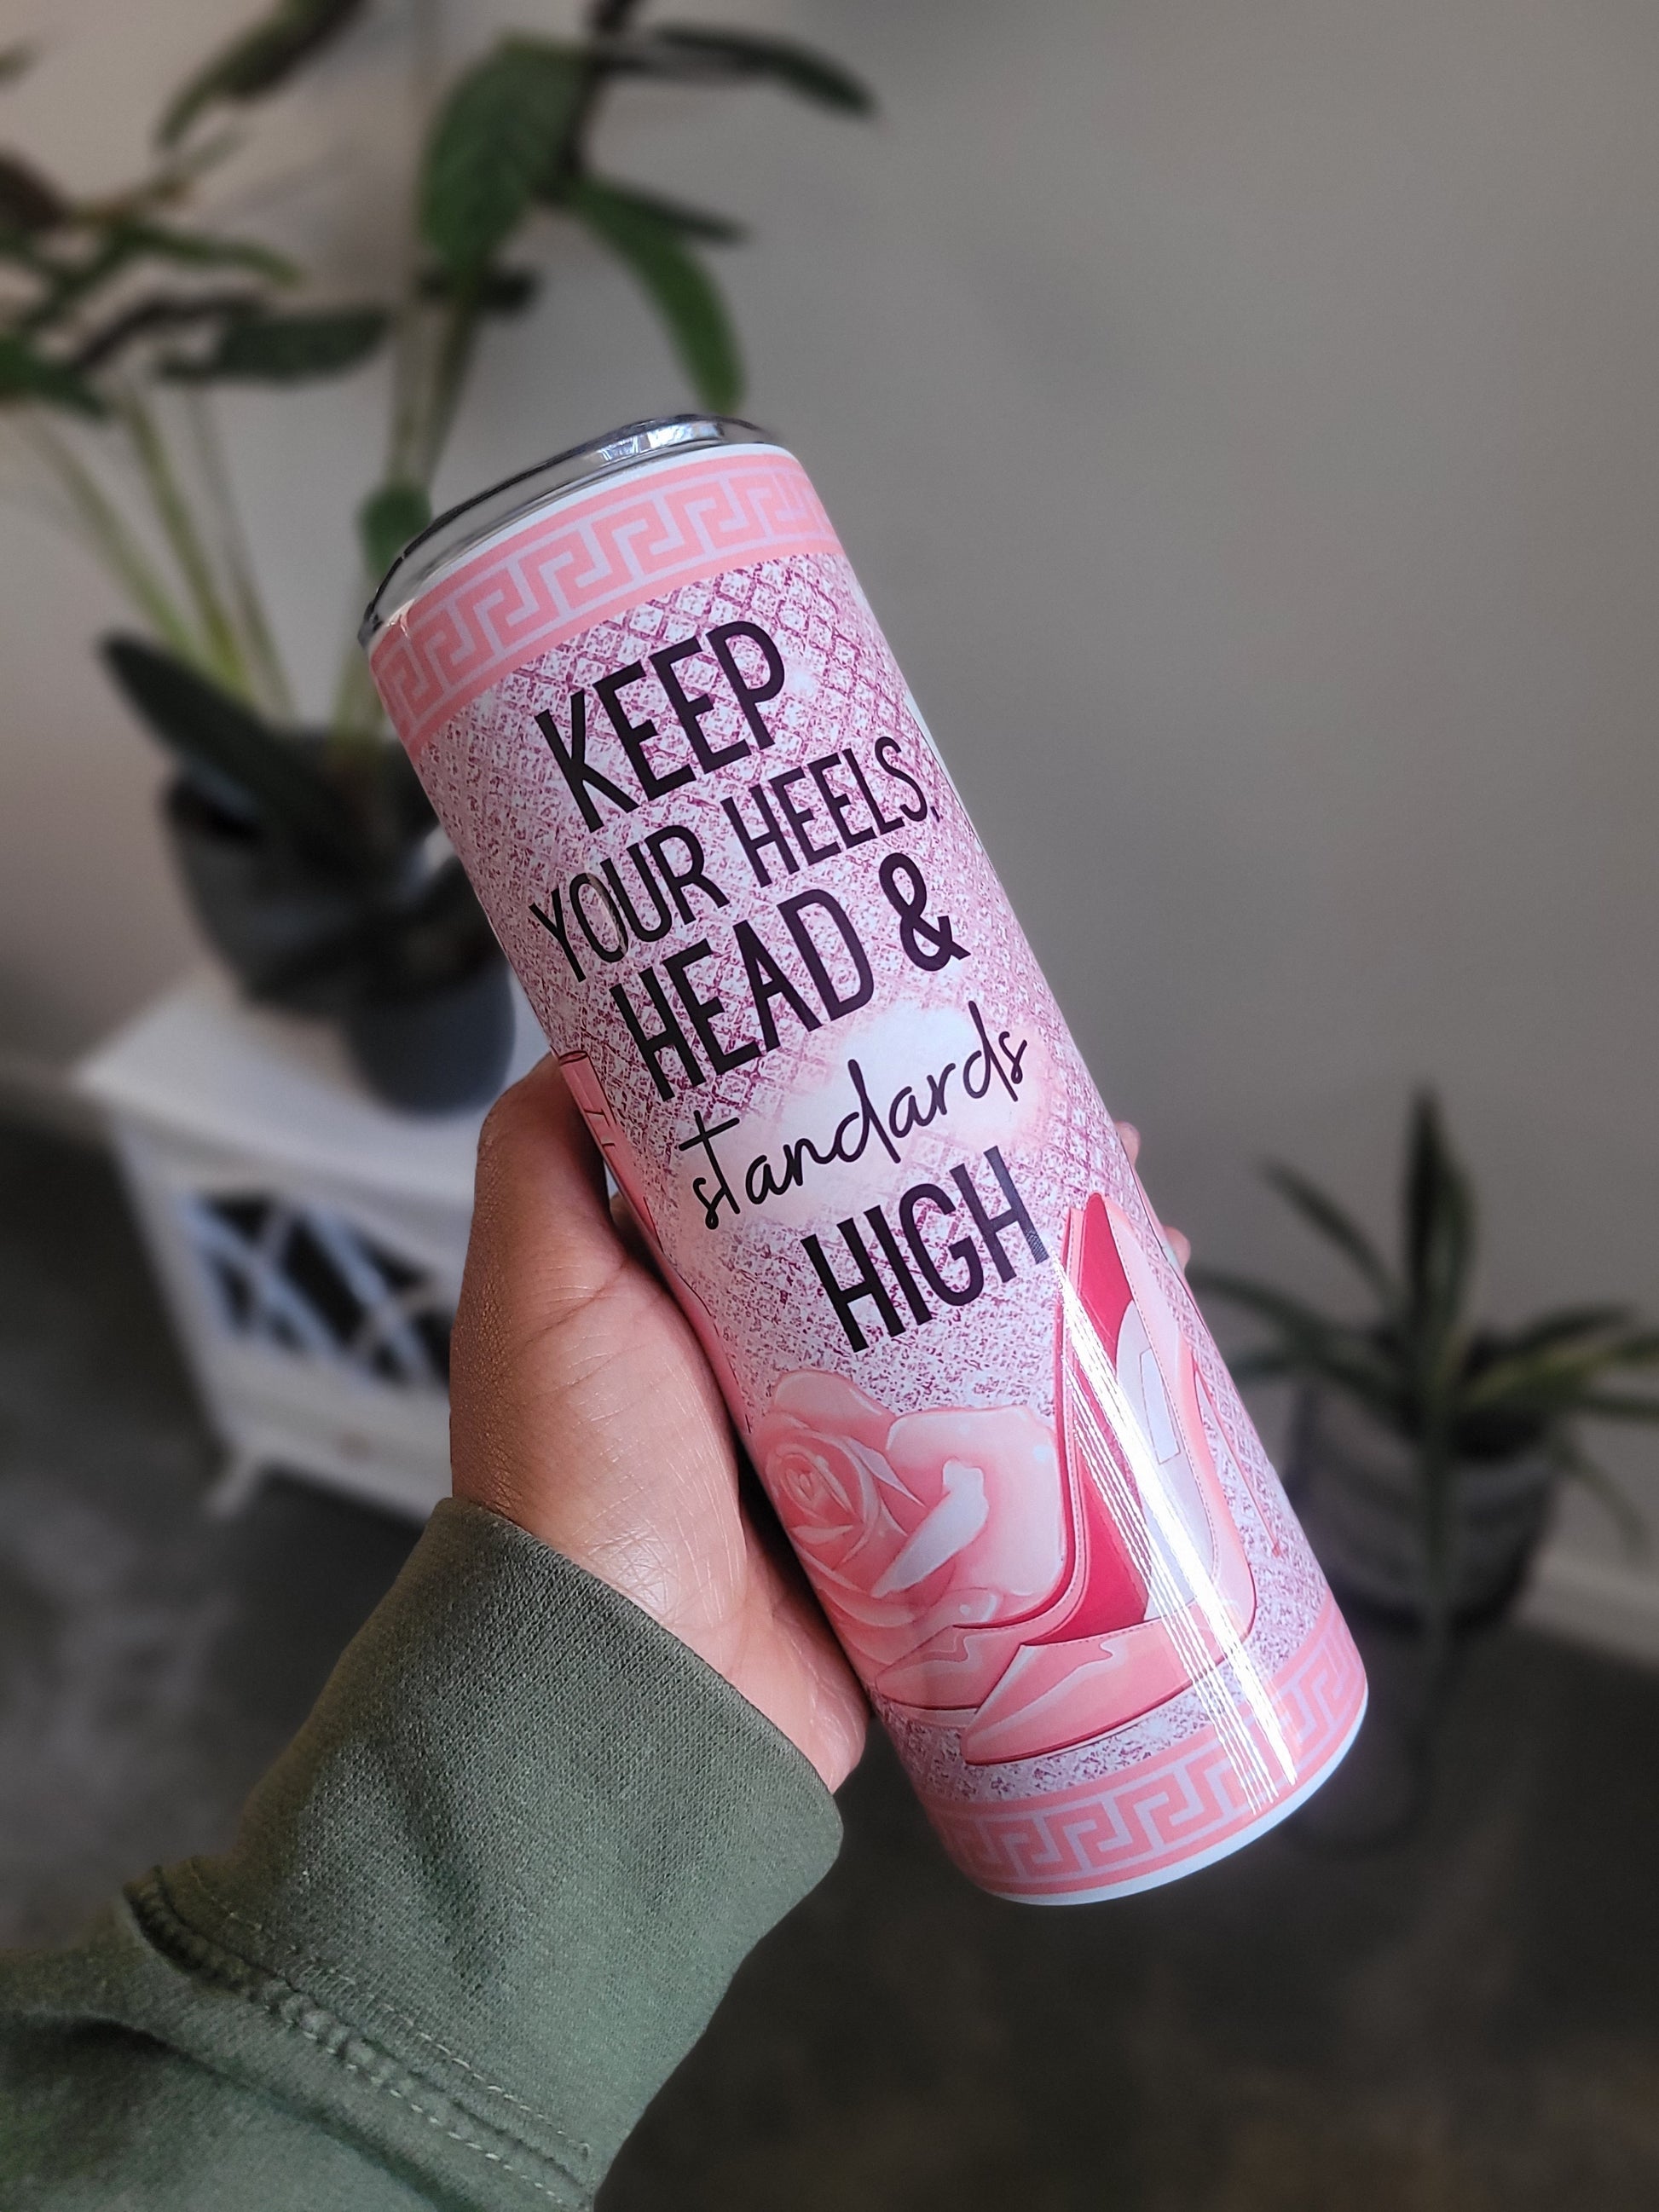 KEEP
YOUR HEELS,
HEAD &
standards
HIGH